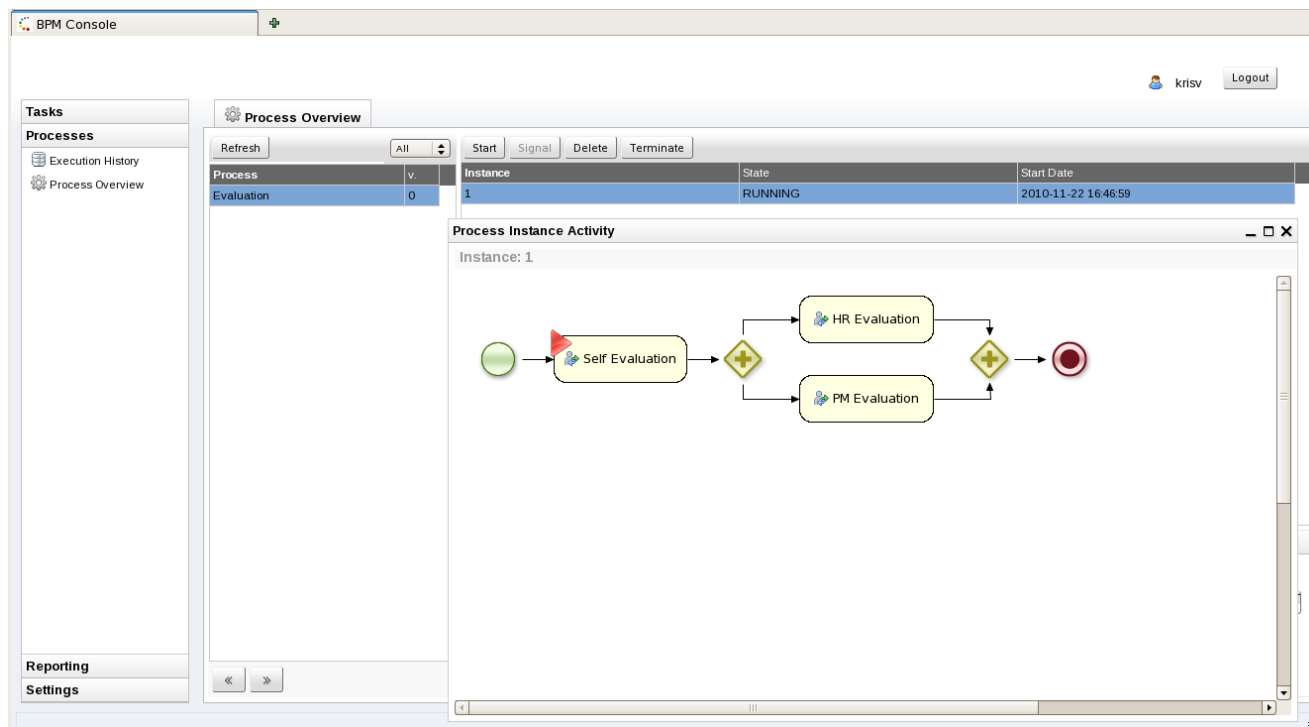 BPM Console
krisv
Logout
Tasks
Processes
Execution History
Process Overview
Reporting
Settings
Process Overview
Refresh
All
Process v.
Evaluation 0
« »
Start Signal Delete Terminate
Instance State Start Date
1 RUNNING 2010-11-22 16:46:59
Process Instance Activity
Instance: 1
Self Evaluation
HR Evaluation
PM Evaluation